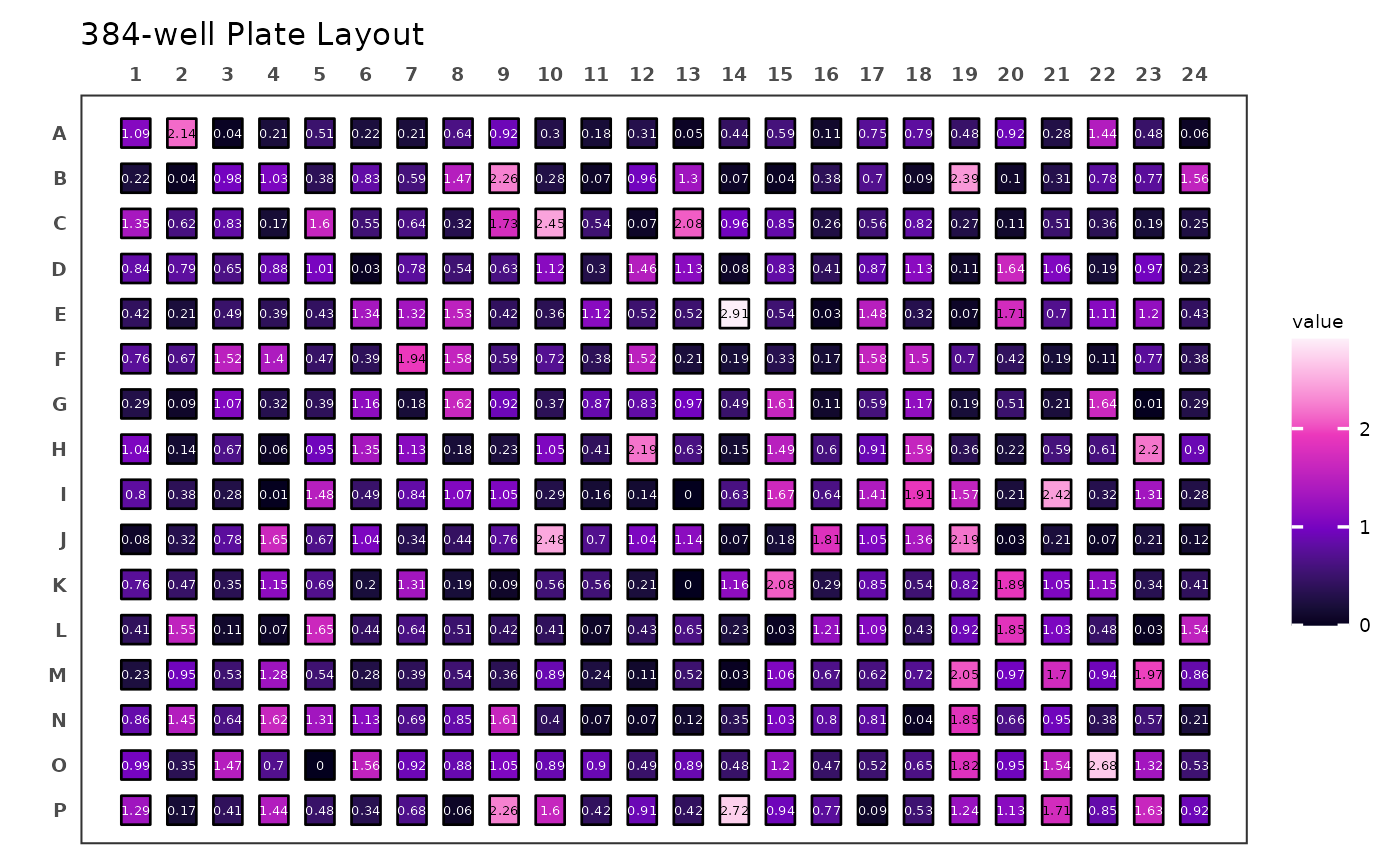 384-well Plate Layout
1 2 3 4 5 6 7 8 9 10 11 12 13 14 15 16 17 18 19 20 21 22 23 24
A 1.09 2.14 0.04 0.21 0.51 0.22 0.21 0.64 0.92 0.3 0.18 0.31 0.05 0.44 0.59 0.11 0.75 0.79 0.48 0.92 0.28 1.44 0.48 0.06
B 0.22 0.04 0.98 1.03 0.38 0.83 0.59 1.47 2.26 0.28 0.07 0.96 1.3 0.07 0.04 0.38 0.7 0.09 2.39 0.1 0.31 0.78 0.77 1.56
C 1.35 0.62 0.83 0.17 1.6 0.55 0.64 0.32 1.73 2.45 0.54 0.07 2.08 0.96 0.85 0.26 0.56 0.82 0.27 0.11 0.51 0.36 0.19 0.25
D 0.84 0.79 0.65 0.88 1.01 0.03 0.78 0.54 0.63 1.12 0.3 1.46 1.13 0.08 0.83 0.41 0.87 1.13 0.11 1.64 1.06 0.19 0.97 0.23
E 0.42 0.21 0.49 0.39 0.43 1.34 1.32 1.53 0.42 0.36 1.12 0.52 0.52 2.91 0.54 0.03 1.48 0.32 0.07 1.71 0.7 1.11 1.2 0.43
value
F 0.76 0.67 1.52 1.4 0.47 0.39 1.94 1.58 0.59 0.72 0.38 1.52 0.21 0.19 0.33 0.17 1.58 1.5 0.7 0.42 0.19 0.11 0.77 0.38
G 0.29 0.09 1.07 0.32 0.39 1.16 0.18 1.62 0.92 0.37 0.87 0.83 0.97 0.49 1.61 0.11 0.59 1.17 0.19 0.51 0.21 1.64 0.01 0.29
2
H 1.04 0.14 0.67 0.06 0.95 1.35 1.13 0.18 0.23 1.05 0.41 2.19 0.63 0.15 1.49 0.6 0.91 1.59 0.36 0.22 0.59 0.61 2.2 0.9
I 0.8 0.38 0.28 0.01 1.48 0.49 0.84 1.07 1.05 0.29 0.16 0.14 0 0.63 1.67 0.64 1.41 1.91 1.57 0.21 2.42 0.32 1.31 0.28
1
J 0.08 0.32 0.78 1.65 0.67 1.04 0.34 0.44 0.76 2.48 0.7 1.04 1.14 0.07 0.18 1.81 1.05 1.36 2.19 0.03 0.21 0.07 0.21 0.12
K 0.76 0.47 0.35 1.15 0.69 0.2 1.31 0.19 0.09 0.56 0.56 0.21 0 1.16 2.08 0.29 0.85 0.54 0.82 1.89 1.05 1.15 0.34 0.41
0
L 0.41 1.55 0.11 0.07 1.65 0.44 0.64 0.51 0.42 0.41 0.07 0.43 0.65 0.23 0.03 1.21 1.09 0.43 0.92 1.85 1.03 0.48 0.03 1.54
M 0.23 0.95 0.53 1.28 0.54 0.28 0.39 0.54 0.36 0.89 0.24 0.11 0.52 0.03 1.06 0.67 0.62 0.72 2.05 0.97 1.7 0.94 1.97 0.86
N 0.86 1.45 0.64 1.62 1.31 1.13 0.69 0.85 1.61 0.4 0.07 0.07 0.12 0.35 1.03 0.8 0.81 0.04 1.85 0.66 0.95 0.38 0.57 0.21
O 0.99 0.35 1.47 0.7 0 1.56 0.92 0.88 1.05 0.89 0.9 0.49 0.89 0.48 1.2 0.47 0.52 0.65 1.82 0.95 1.54 2.68 1.32 0.53
P 1.29 0.17 0.41 1.44 0.48 0.34 0.68 0.06 2.26 1.6 0.42 0.91 0.42 2.72 0.94 0.77 0.09 0.53 1.24 1.13 1.71 0.85 1.63 0.92